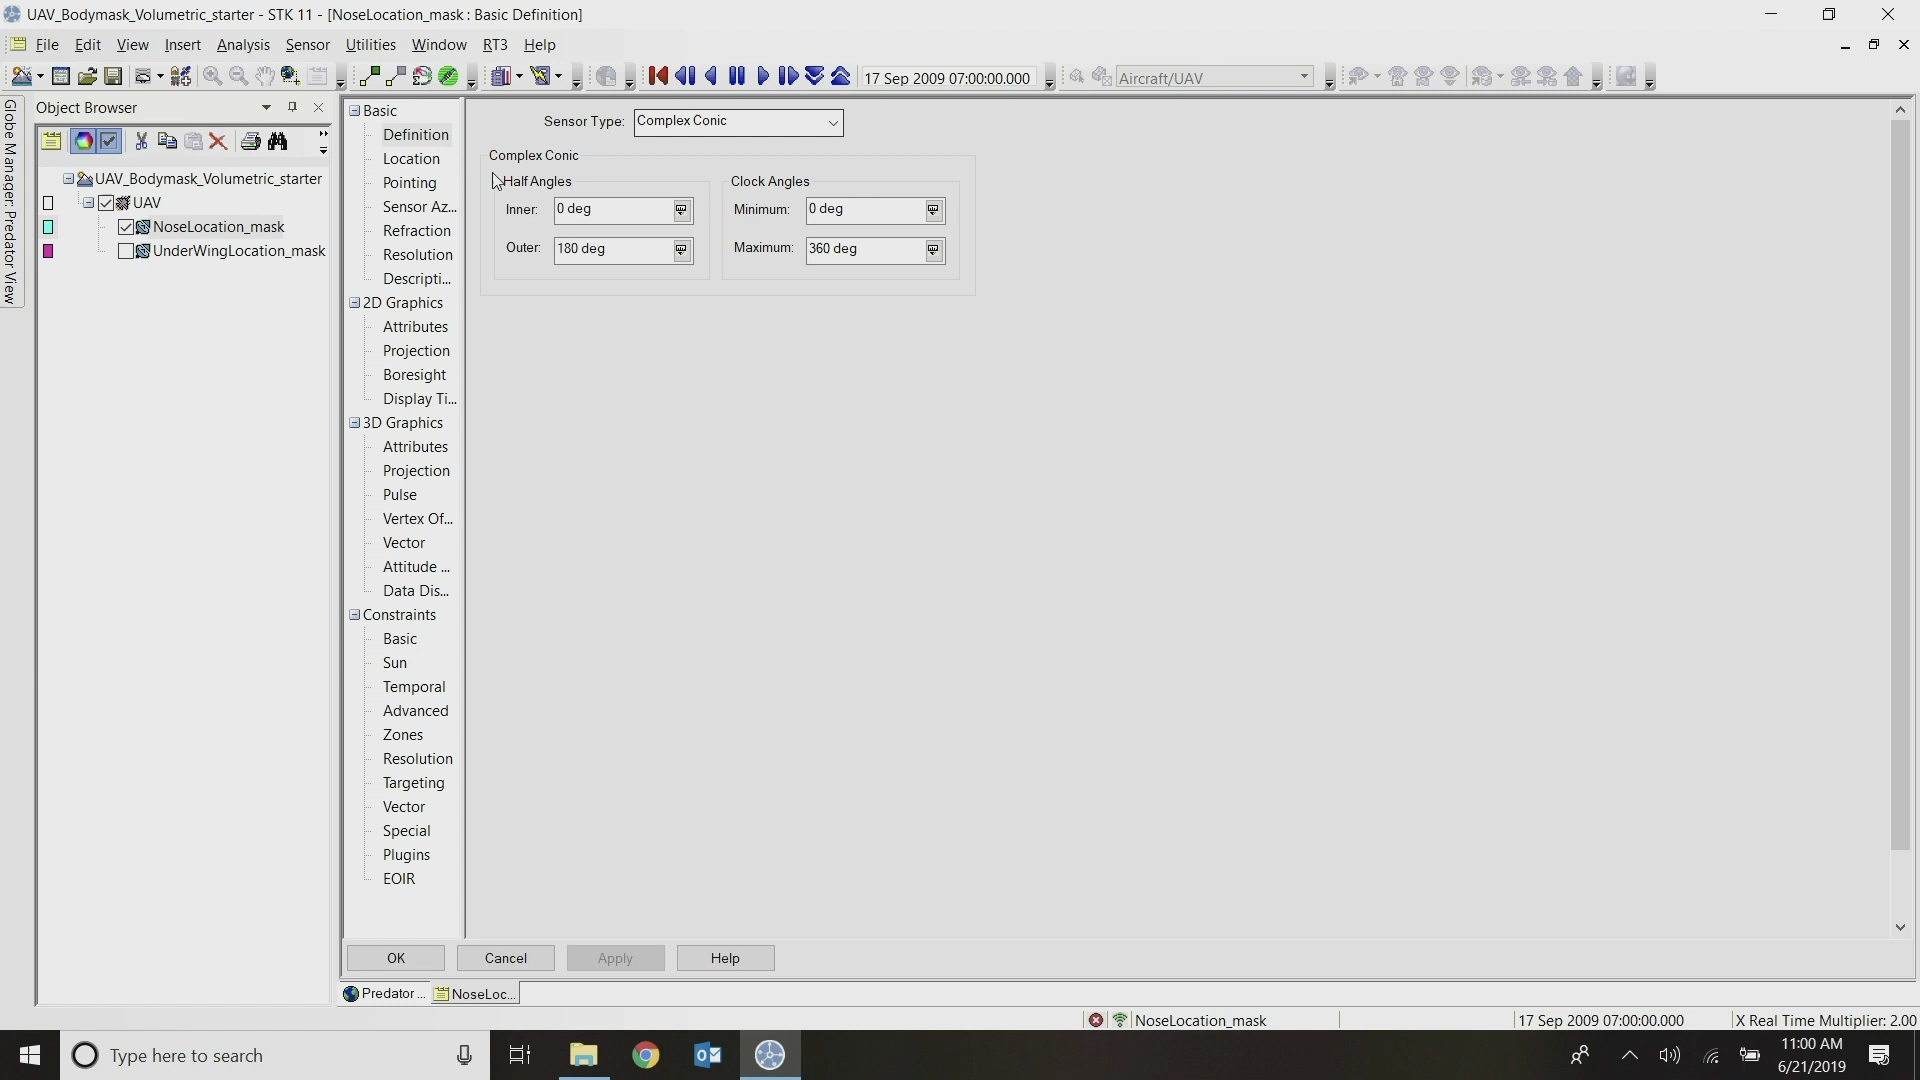 UAV_Bodymask_Volumetric_starter - STK 11 - [NoseLocation_mask : Basic Definition]
File Edit View Insert Analysis Sensor Utilities Window RT3 Help
17 Sep 2009 07:00:00.000
Aircraft/UAV
Globe Manager: Predator View
Object Browser
UAV_Bodymask_Volumetric_starter
UAV
NoseLocation_mask
UnderWingLocation_mask
Basic
Definition
Location
Pointing
Sensor Az...
Refraction
Resolution
Descripti...
2D Graphics
Attributes
Projection
Boresight
Display Ti...
3D Graphics
Attributes
Projection
Pulse
Vertex Of...
Vector
Attitude ...
Data Dis...
Constraints
Basic
Sun
Temporal
Advanced
Zones
Resolution
Targeting
Vector
Special
Plugins
EOIR
Sensor Type: Complex Conic
Complex Conic
Half Angles
Inner: 0 deg
Outer: 180 deg
Clock Angles
Minimum: 0 deg
Maximum: 360 deg
OK Cancel Apply Help
Predator ... NoseLoc...
NoseLocation_mask 17 Sep 2009 07:00:00.000 X Real Time Multiplier: 2.00
Type here to search
11:00 AM
6/21/2019